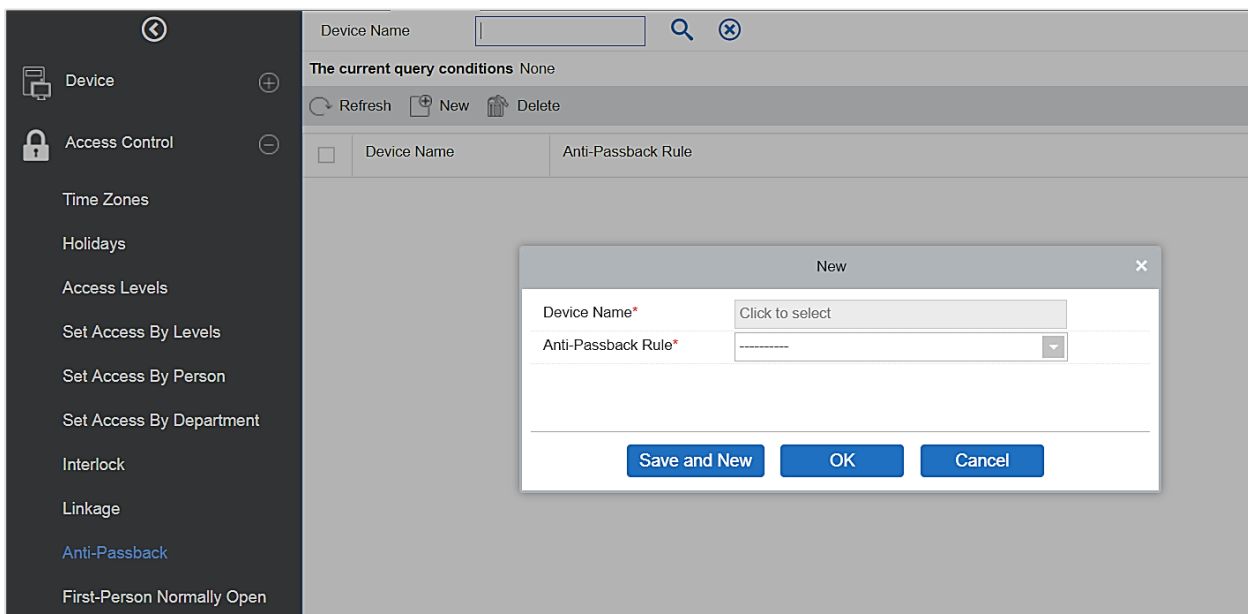 Device Name
The current query conditions None
Refresh New Delete
Device Name Anti-Passback Rule
Device
Access Control
Time Zones
Holidays
Access Levels
Set Access By Levels
Set Access By Person
Set Access By Department
Interlock
Linkage
Anti-Passback
First-Person Normally Open
New
Device Name* Click to select
Anti-Passback Rule* ----------
Save and New OK Cancel